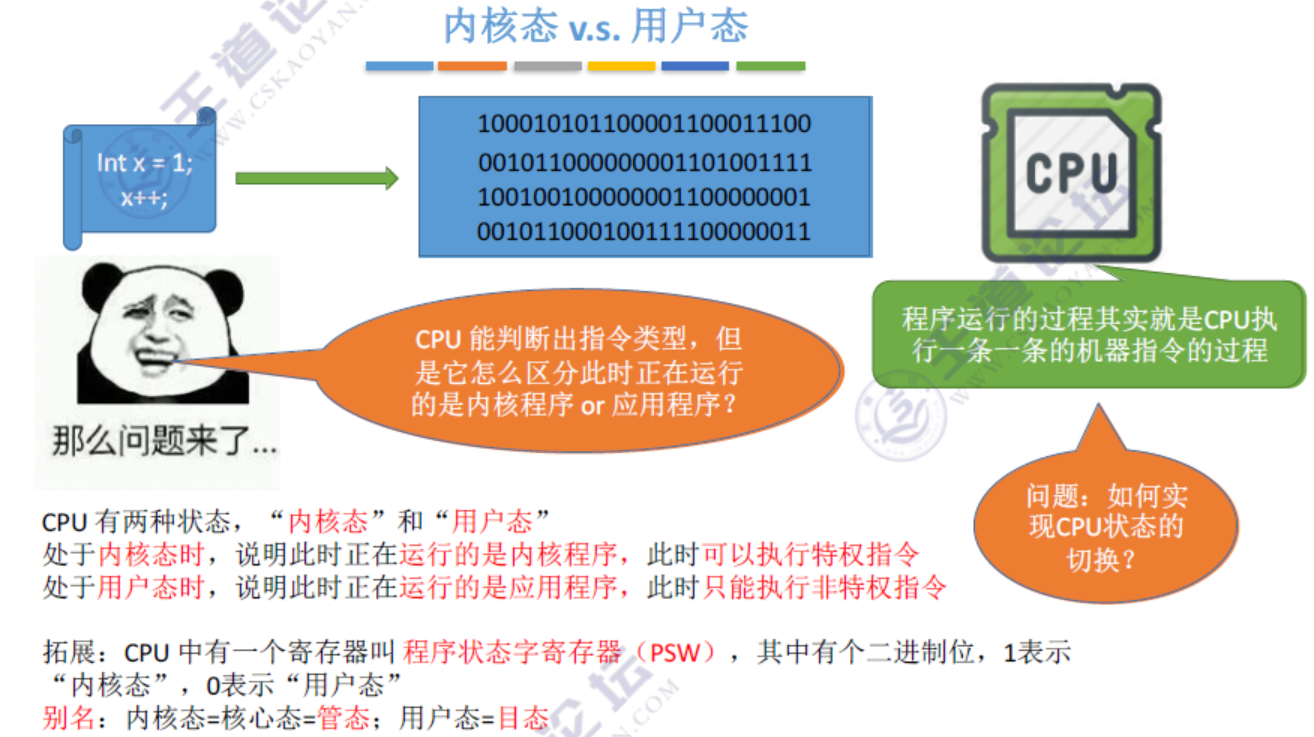 内核态 v.s. 用户态
Int x = 1;
x++;
1000101011000011000​11100
0010110000000001101001111
1001001000000001100000001
0010110001001111100000011
CPU
程序运行的过程其实就是CPU执
行一条一条的机器指令的过程
CPU 能判断出指令类型，但
是它怎么区分此时正在运行
的是内核程序 or 应用程序？
那么问题来了...
问题：如何实
现CPU状态的
切换？
CPU 有两种状态，“内核态”和“用户态”
处于内核态时，说明此时正在运行的是内核程序，此时可以执行特权指令
处于用户态时，说明此时正在运行的是应用程序，此时只能执行非特权指令
拓展：CPU 中有一个寄存器叫 程序状态字寄存器（PSW），其中有个二进制位，1表示
“内核态”，0表示“用户态”
别名：内核态=核心态=管态；用户态=目态
王道论坛
WWW.CSKAOYAN.COM